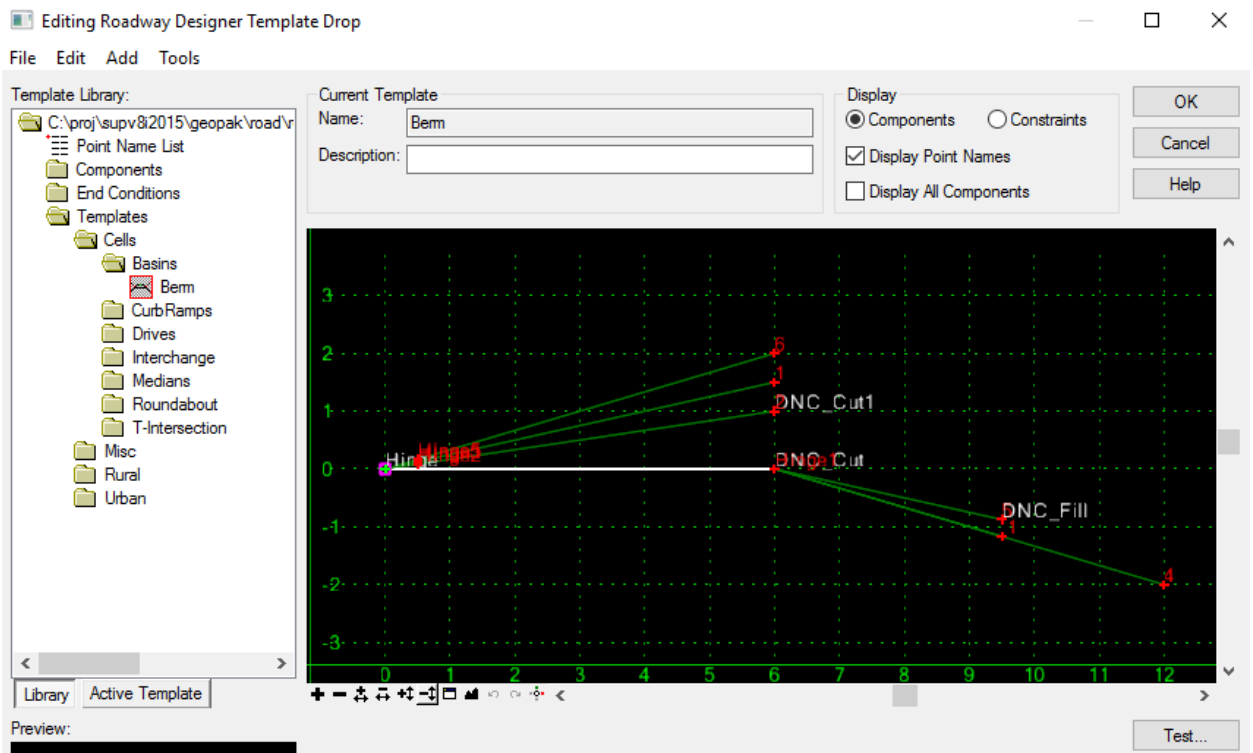 Editing Roadway Designer Template Drop
File Edit Add Tools
Template Library:
C:\proj\supv8i2015\geopak\road\r
Point Name List
Components
End Conditions
Templates
Cells
Basins
Berm
CurbRamps
Drives
Interchange
Medians
Roundabout
T-Intersection
Misc
Rural
Urban
Library Active Template
Preview:
Current Template
Name: Berm
Description:
Display
Components Constraints
Display Point Names
Display All Components
OK
Cancel
Help
3
2
1
0
-1
-2
-3
0 1 2 3 4 5 6 7 8 9 10 11 12
6
1
DNC_Cut1
Hinge
DNC_Cut
DNC_Fill
1
4
Test...